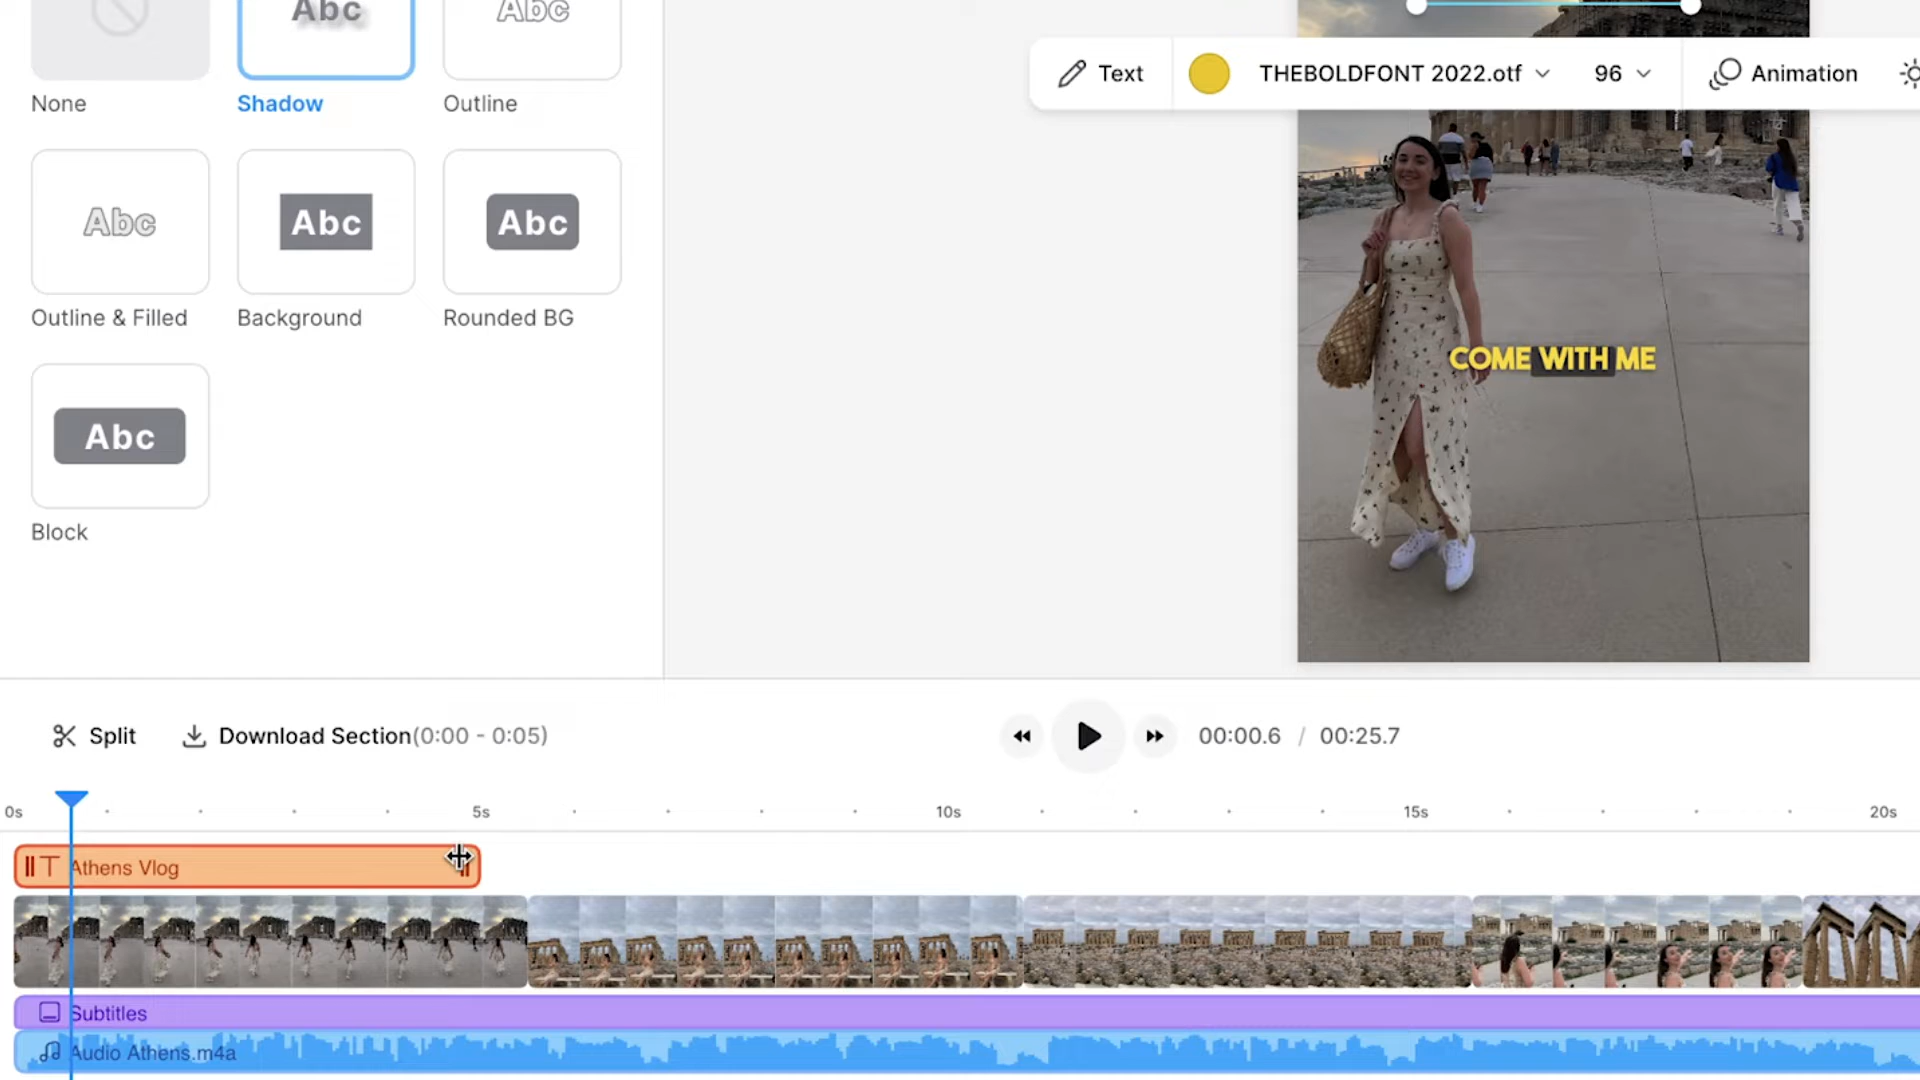 Abc
Abc
None
Shadow
Outline
Text
THEBOLDFONT 2022.otf
96
Animation
Abc
Abc
Abc
Outline & Filled
Background
Rounded BG
COME WITH ME
Abc
Block
Split
Download Section(0:00 - 0:05)
00:00.6 / 00:25.7
0s
5s
10s
15s
20s
Athens Vlog
Subtitles
Audio Athens.m4a